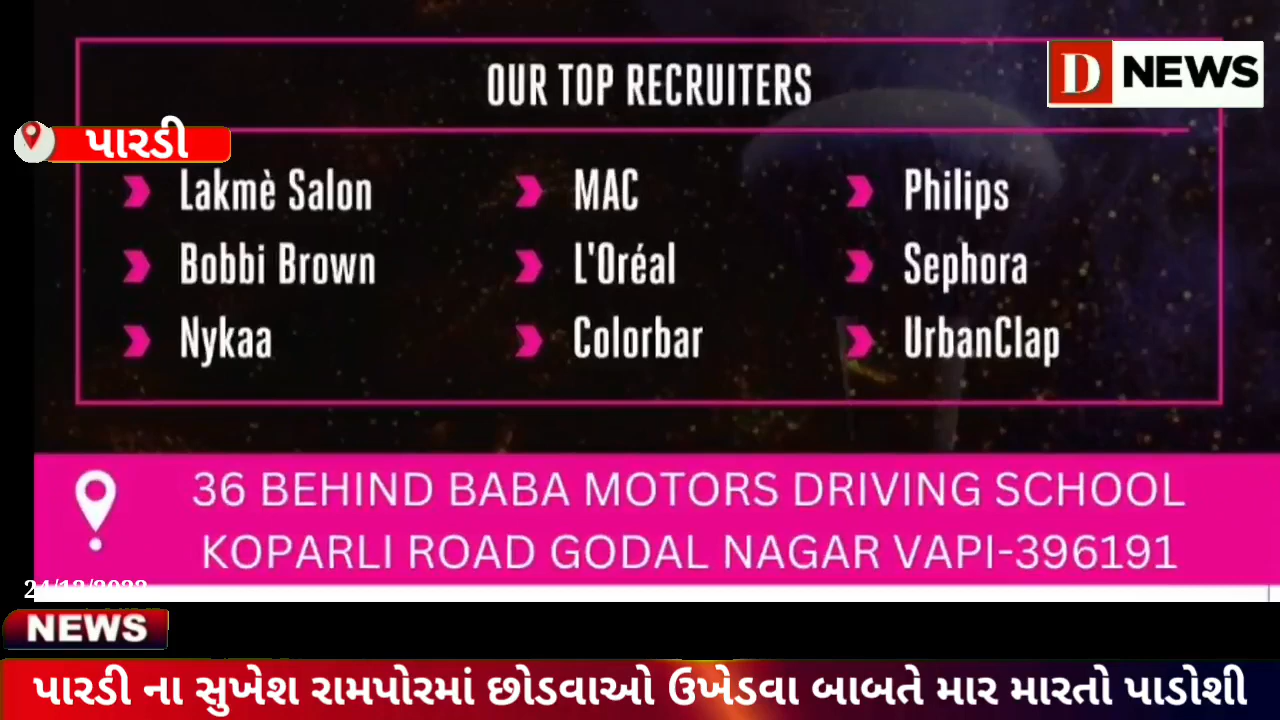 OUR TOP RECRUITERS
D NEWS
પારડી
Lakmè Salon
MAC
Philips
Bobbi Brown
L'Oréal
Sephora
Nykaa
Colorbar
UrbanClap
36 BEHIND BABA MOTORS DRIVING SCHOOL
KOPARLI ROAD GODAL NAGAR VAPI-396191
NEWS
પારડી ના સુખેશ રામપોરમાં છોડવાઓ ઉખેડવા બાબતે માર મારતો પાડોશી